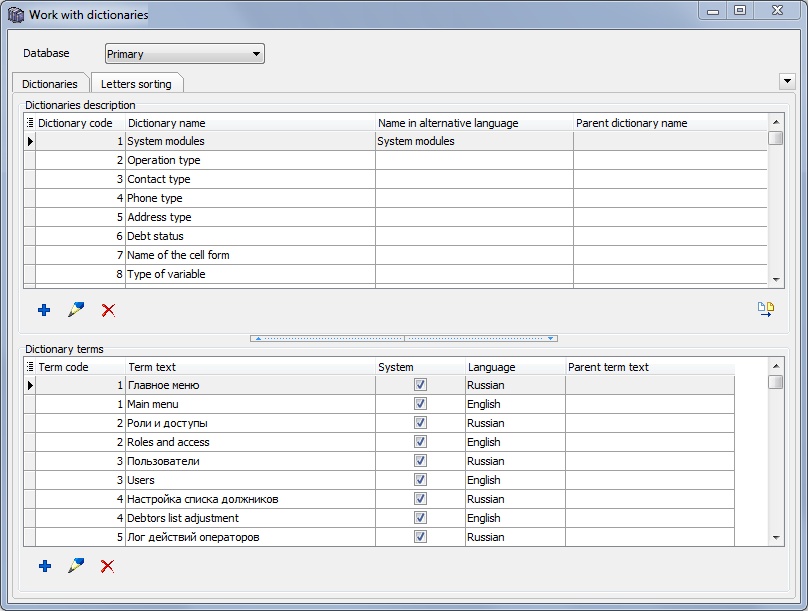 Work with dictionaries
Database Primary
Dictionaries Letters sorting
Dictionaries description
Dictionary code Dictionary name Name in alternative language Parent dictionary name
1 System modules System modules
2 Operation type
3 Contact type
4 Phone type
5 Address type
6 Debt status
7 Name of the cell form
8 Type of variable
Dictionary terms
Term code Term text System Language Parent term text
1 Главное меню Russian
1 Main menu English
2 Роли и доступы Russian
2 Roles and access English
3 Пользователи Russian
3 Users English
4 Настройка списка должников Russian
4 Debtors list adjustment English
5 Лог действий операторов Russian